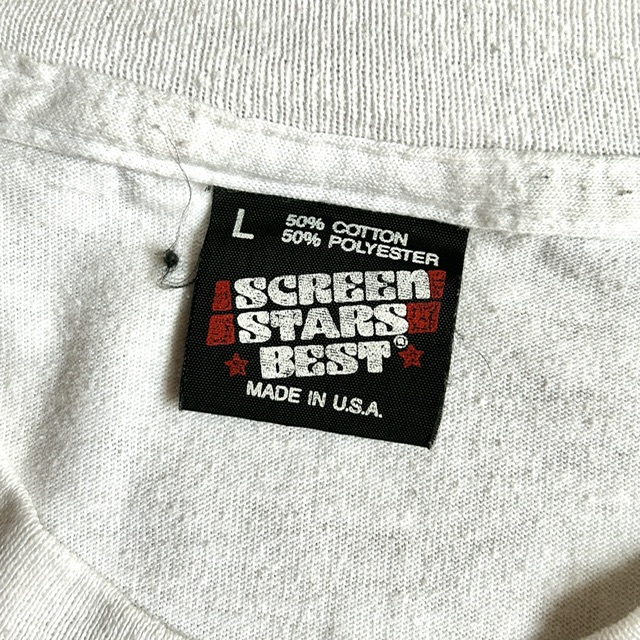 L 50% COTTON
50% POLYESTER
SCREEN
STARS
BEST®
MADE IN U.S.A.